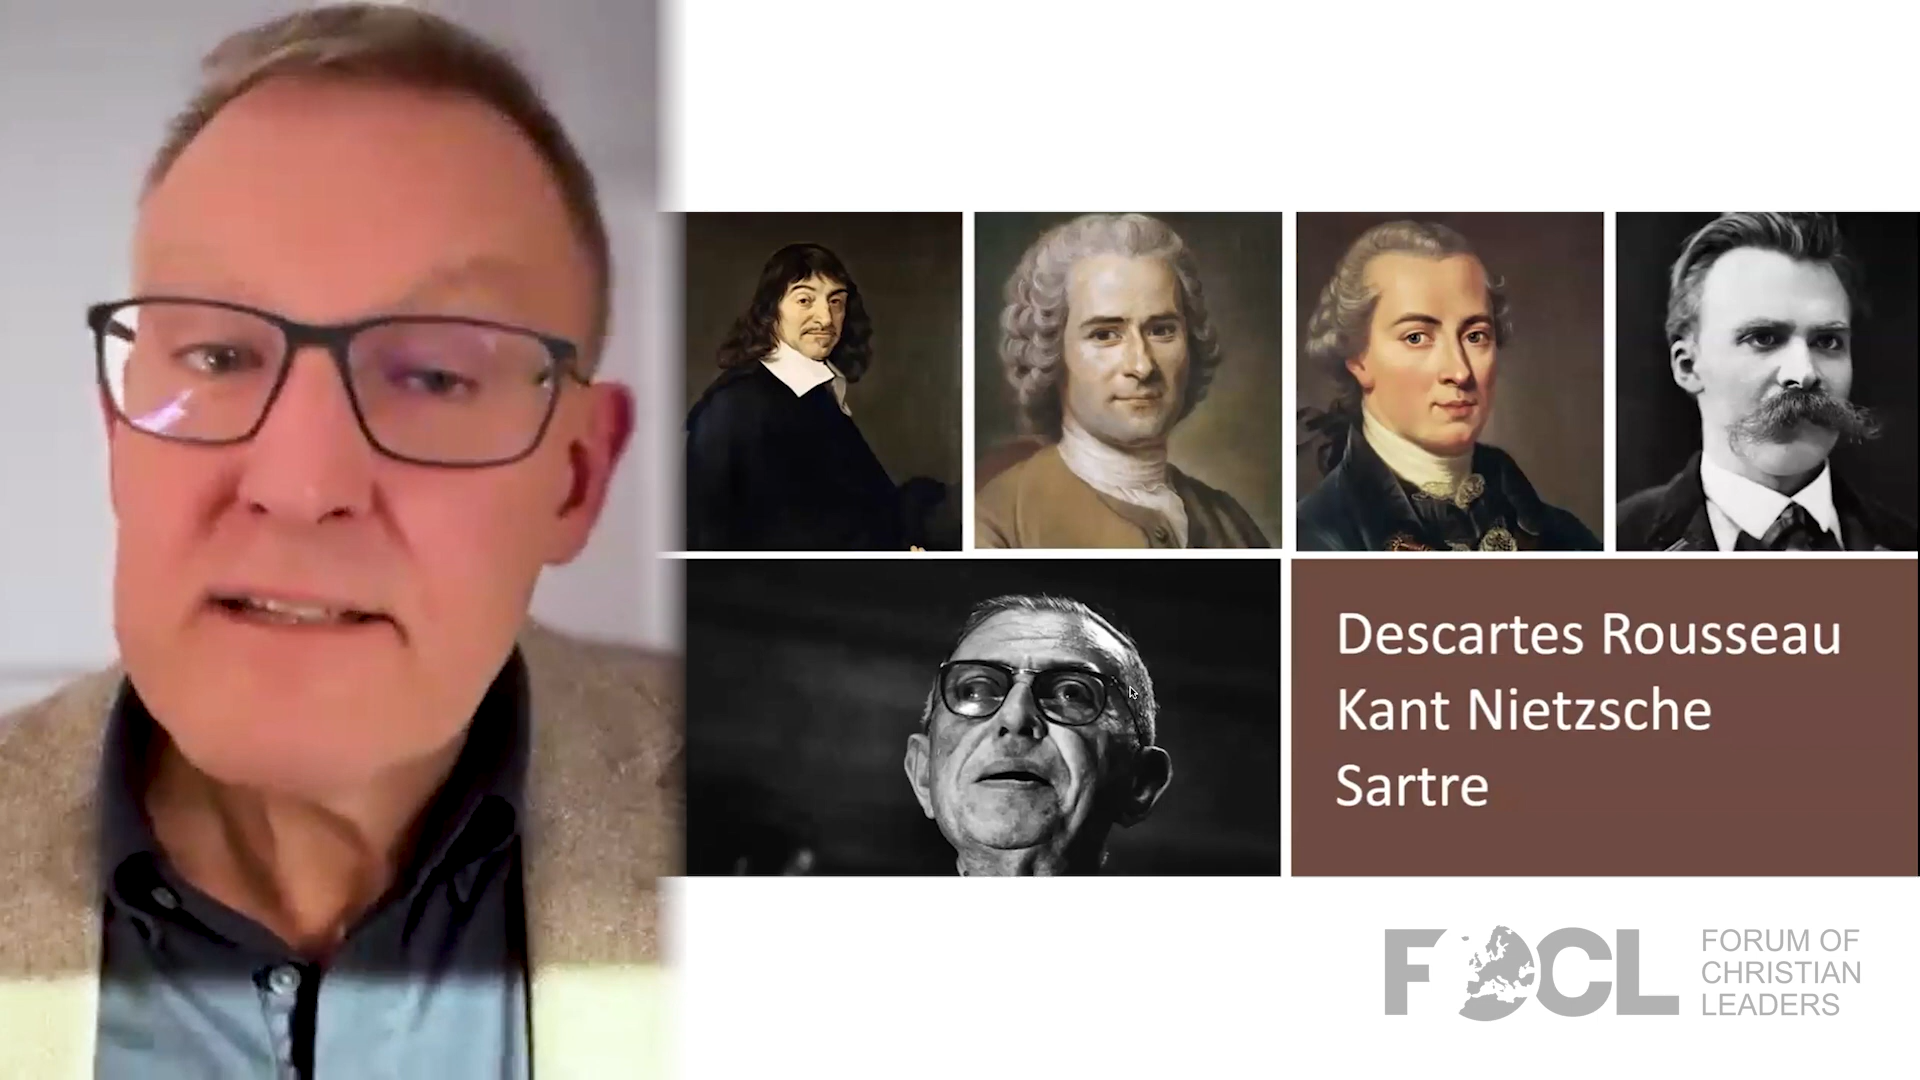 Descartes Rousseau
Kant Nietzsche
Sartre
FOCL
FORUM OF
CHRISTIAN
LEADERS